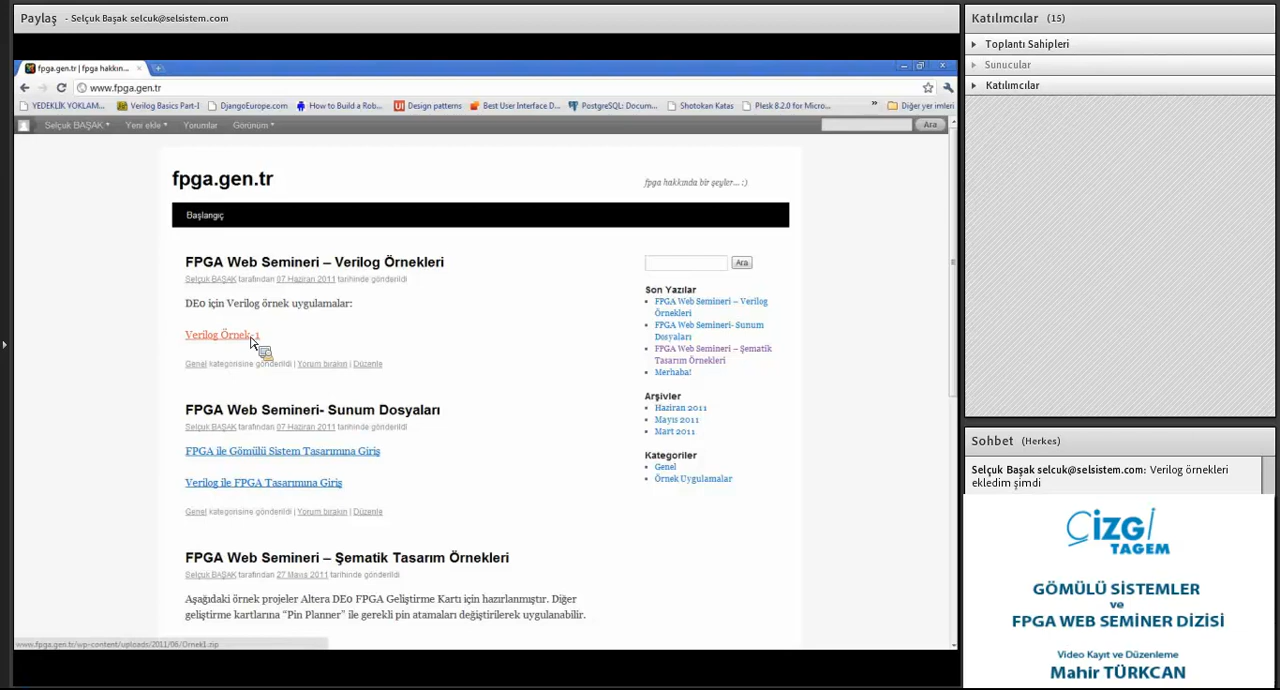 Paylaş - Selçuk Başak selcuk@selsistem.com
fpga.gen.tr | fpga hakkın...
www.fpga.gen.tr
YEDEKLİK YOKLAM... Verilog Basics Part-I DjangoEurope.com How to Build a Rob... Design patterns Best User Interface D... PostgreSQL: Docum... Shotokan Katas Plesk 8.2.0 for Micro... » Diğer yer imleri
Selçuk BAŞAK Yeni ekle Yorumlar Görünüm Ara
fpga.gen.tr
fpga hakkında bir şeyler... :)
Başlangıç
FPGA Web Semineri – Verilog Örnekleri
Selçuk BAŞAK tarafından 07 Haziran 2011 tarihinde gönderildi
DE0 için Verilog örnek uygulamalar:
Verilog Örnek-1
Genel kategorisine gönderildi | Yorum bırakın | Düzenle
FPGA Web Semineri- Sunum Dosyaları
Selçuk BAŞAK tarafından 07 Haziran 2011 tarihinde gönderildi
FPGA ile Gömülü Sistem Tasarımına Giriş
Verilog ile FPGA Tasarımına Giriş
Genel kategorisine gönderildi | Yorum bırakın | Düzenle
FPGA Web Semineri – Şematik Tasarım Örnekleri
Selçuk BAŞAK tarafından 27 Mayıs 2011 tarihinde gönderildi
Aşağıdaki örnek projeler Altera DE0 FPGA Geliştirme Kartı için hazırlanmıştır. Diğer
geliştirme kartlarına “Pin Planner” ile gerekli pin atamaları değiştirilerek uygulanabilir.
www.fpga.gen.tr/wp-content/uploads/2011/06/Ornek1.zip
Ara
Son Yazılar
FPGA Web Semineri – Verilog
Örnekleri
FPGA Web Semineri- Sunum
Dosyaları
FPGA Web Semineri – Şematik
Tasarım Örnekleri
Merhaba!
Arşivler
Haziran 2011
Mayıs 2011
Mart 2011
Kategoriler
Genel
Örnek Uygulamalar
Katılımcılar (15)
Toplantı Sahipleri
Sunucular
Katılımcılar
Sohbet (Herkes)
Selçuk Başak selcuk@selsistem.com: Verilog örnekleri
ekledim şimdi
ÇİZGİ
TAGEM
GÖMÜLÜ SİSTEMLER
ve
FPGA WEB SEMİNER DİZİSİ
Video Kayıt ve Düzenleme
Mahir TÜRKCAN